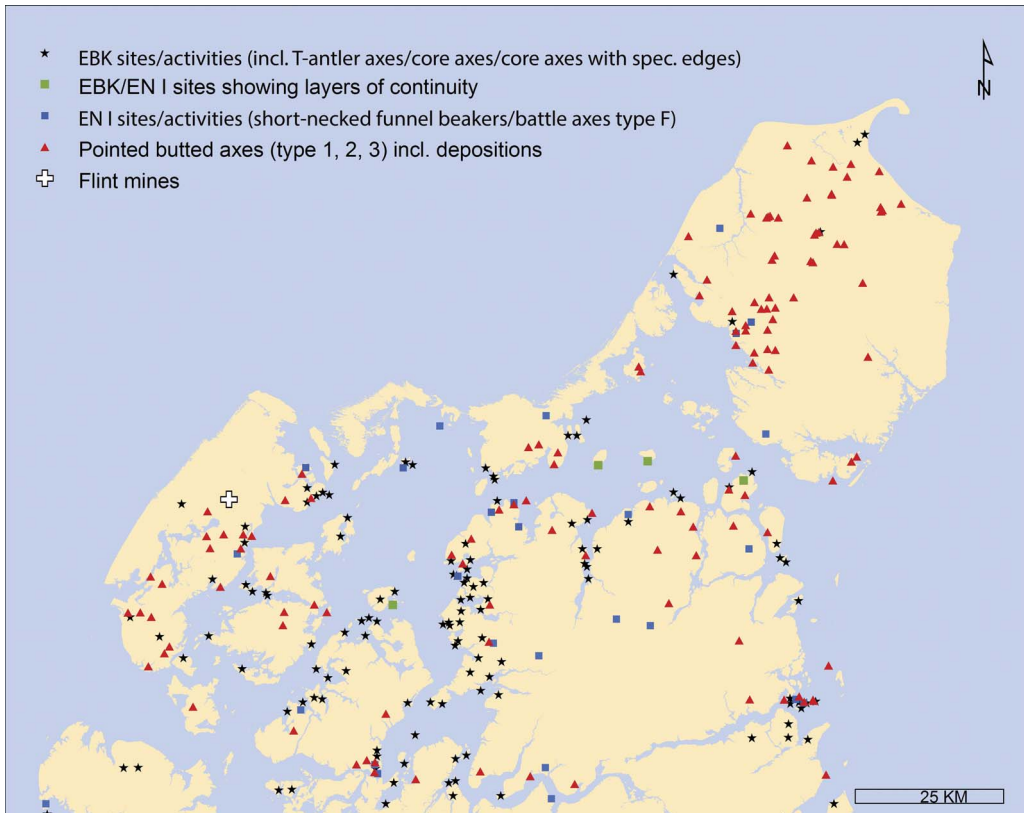 EBK sites/activities (incl. T-antler axes/core axes/core axes with spec. edges)
EBK/EN I sites showing layers of continuity
EN I sites/activities (short-necked funnel beakers/battle axes type F)
Pointed butted axes (type 1, 2, 3) incl. depositions
Flint mines
N
25 KM